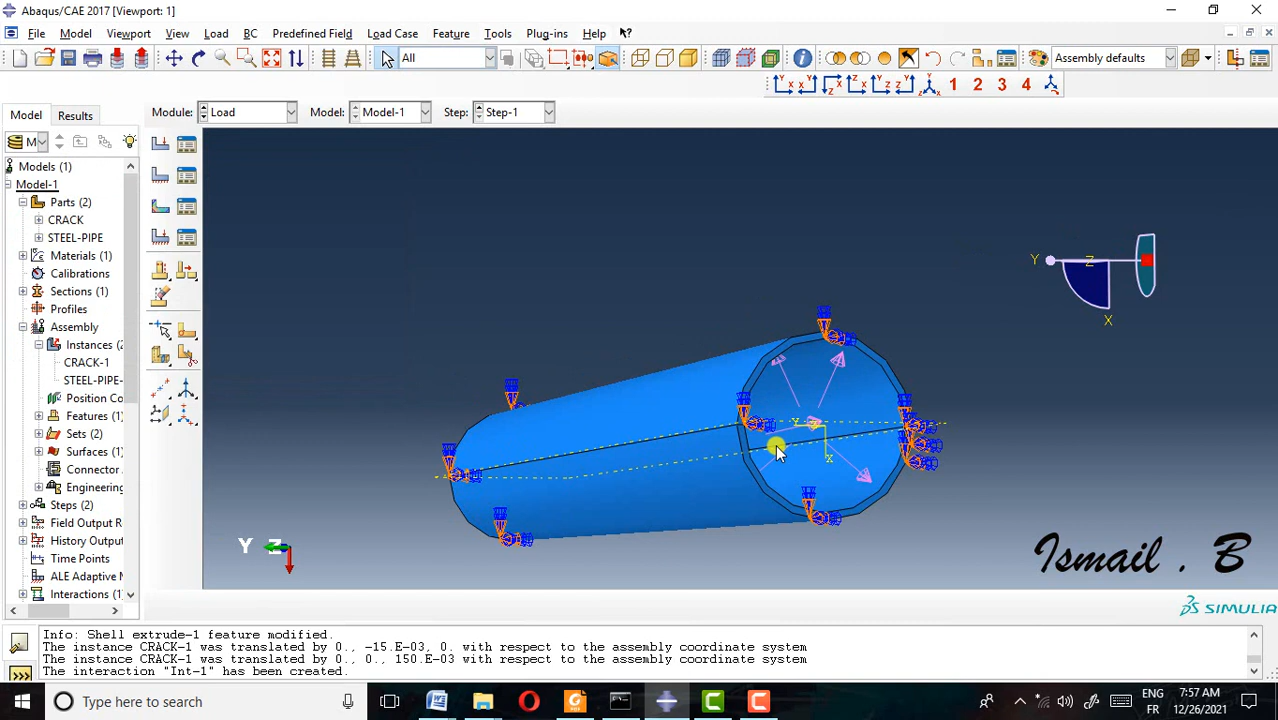 Abaqus/CAE 2017 [Viewport: 1]
File Model Viewport View Load BC Predefined Field Load Case Feature Tools Plug-ins Help
All
Assembly defaults
1 2 3 4
Model Results
Module: Load Model: Model-1 Step: Step-1
M
Models (1)
Model-1
Parts (2)
CRACK
STEEL-PIPE
Materials (1)
Calibrations
Sections (1)
Profiles
Assembly
Instances (2
CRACK-1
STEEL-PIPE-
Position Co
Features (1)
Sets (2)
Surfaces (1)
Connector
Engineering
Steps (2)
Field Output R
History Output
Time Points
ALE Adaptive M
Interactions (1)
Y
Z
X
Y
X
Y Z
Ismail . B
SIMULIA
Info: Shell extrude-1 feature modified.
The instance CRACK-1 was translated by 0., -15.E-03, 0. with respect to the assembly coordinate system
The instance CRACK-1 was translated by 0., 0., 150.E-03 with respect to the assembly coordinate system
The interaction "Int-1" has been created.
>>>
Type here to search
ENG
FR
7:57 AM
12/26/2021